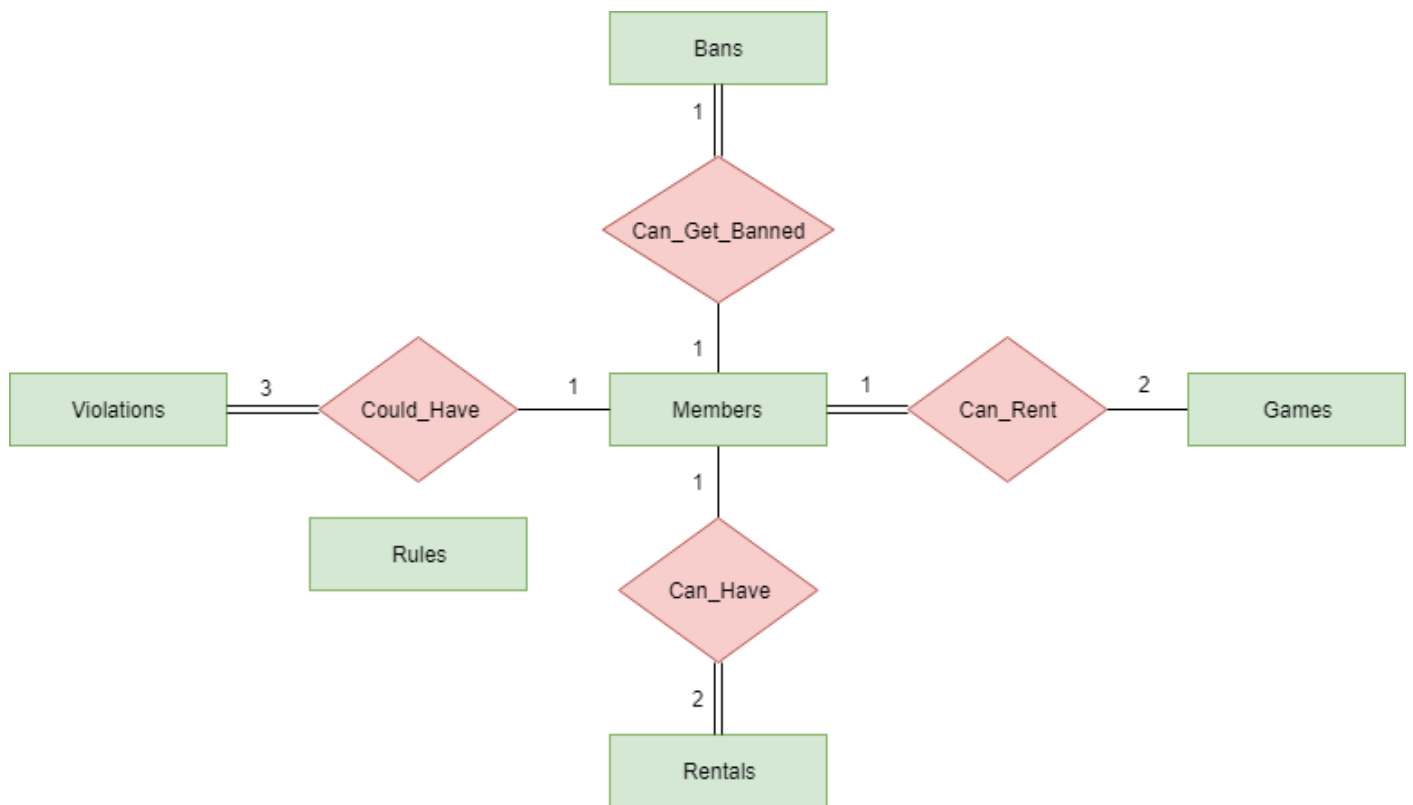 Bans
1
Can_Get_Banned
1
Violations
3
Could_Have
1
Members
1
Can_Rent
2
Games
1
Rules
Can_Have
2
Rentals